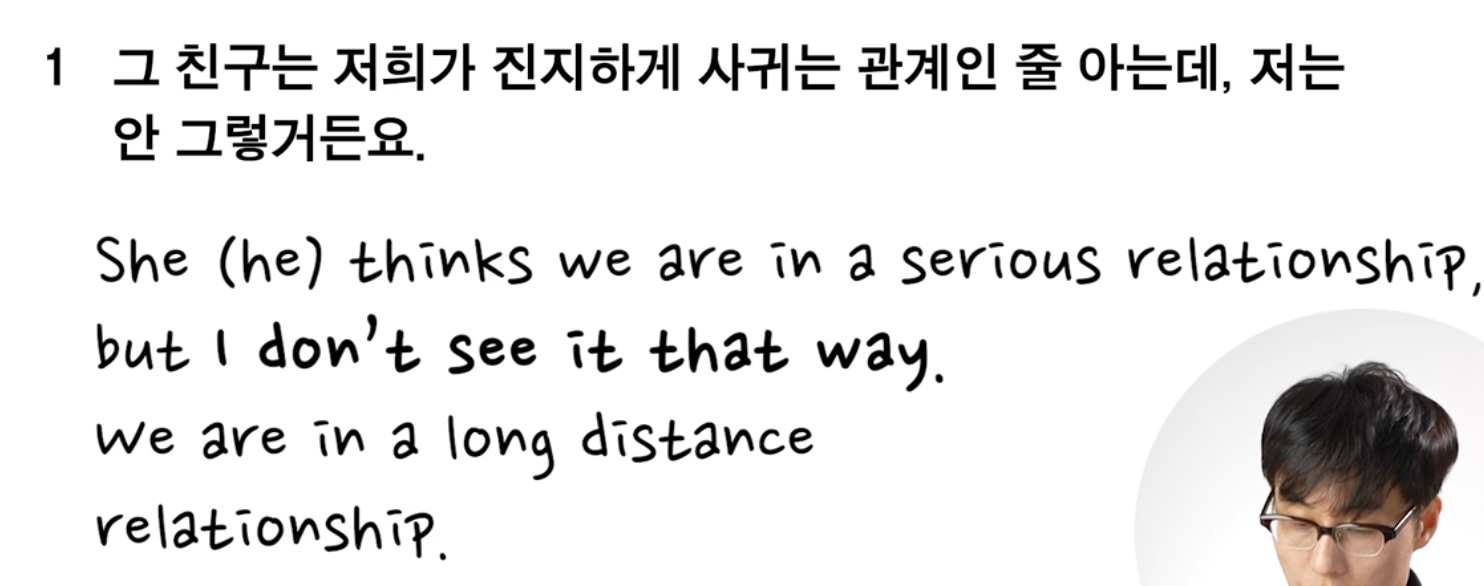 1 그 친구는 저희가 진지하게 사귀는 관계인 줄 아는데, 저는
안 그렇거든요.
She (he) thinks we are in a serious relationship,
but I don't see it that way.
We are in a long distance
relationship.